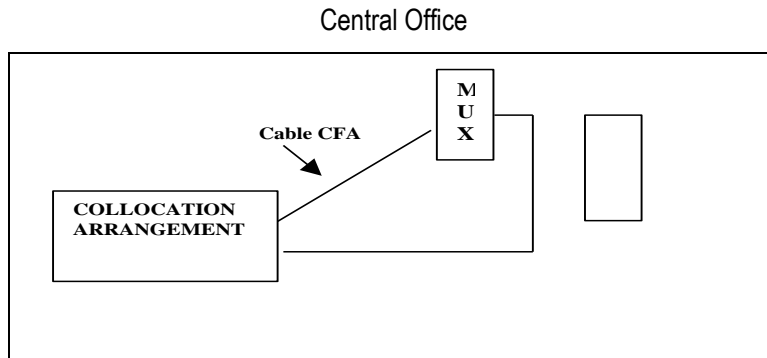 Central Office
M
U
X
Cable CFA
COLLOCATION
ARRANGEMENT